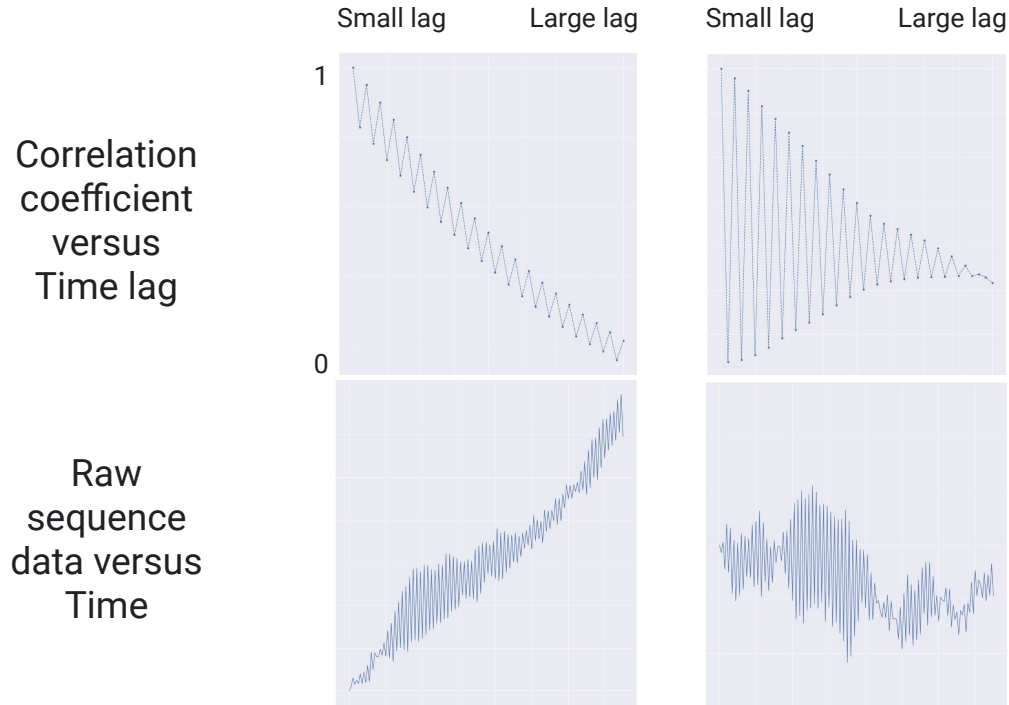 Small lag
Large lag
Small lag
Large lag
1
Correlation
coefficient
versus
Time lag
0
Raw
sequence
data versus
Time